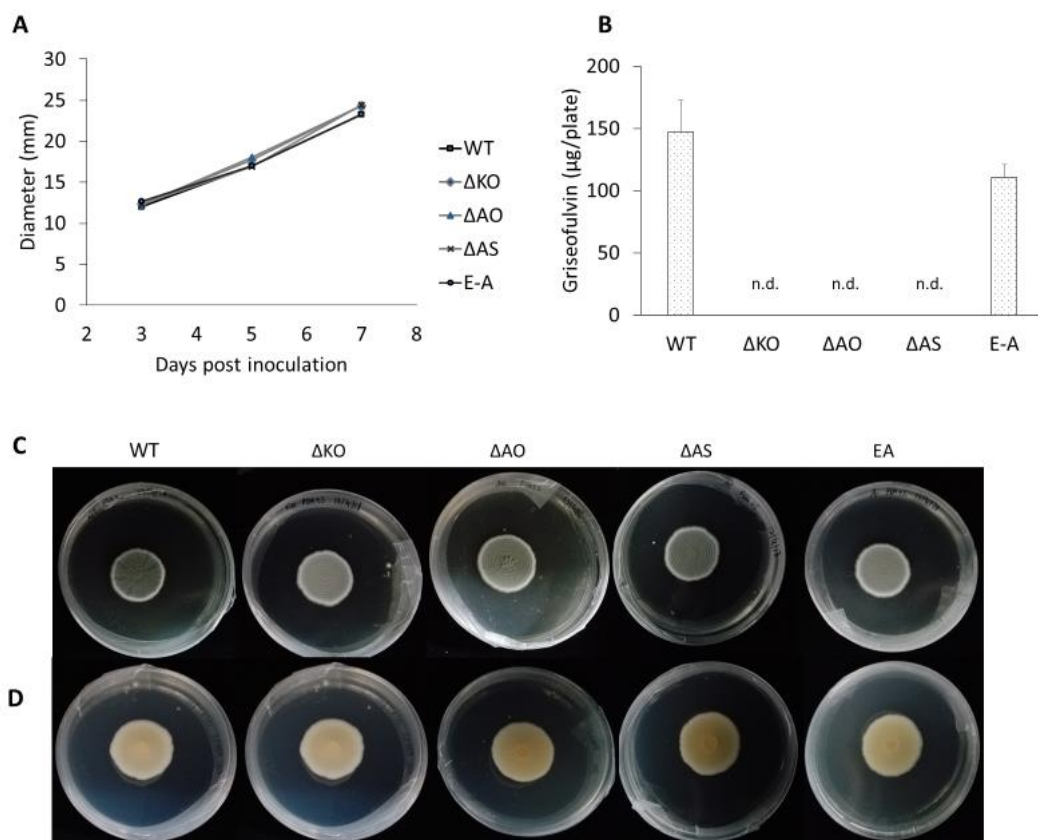 A
30
25
20
15
10
5
0
Diameter (mm)
2 3 4 5 6 7 8
Days post inoculation
WT
ΔKO
ΔAO
ΔAS
E-A
B
200
150
100
50
0
Griseofulvin (µg/plate)
n.d. n.d. n.d.
WT ΔKO ΔAO ΔAS E-A
C
WT ΔKO ΔAO ΔAS EA
D